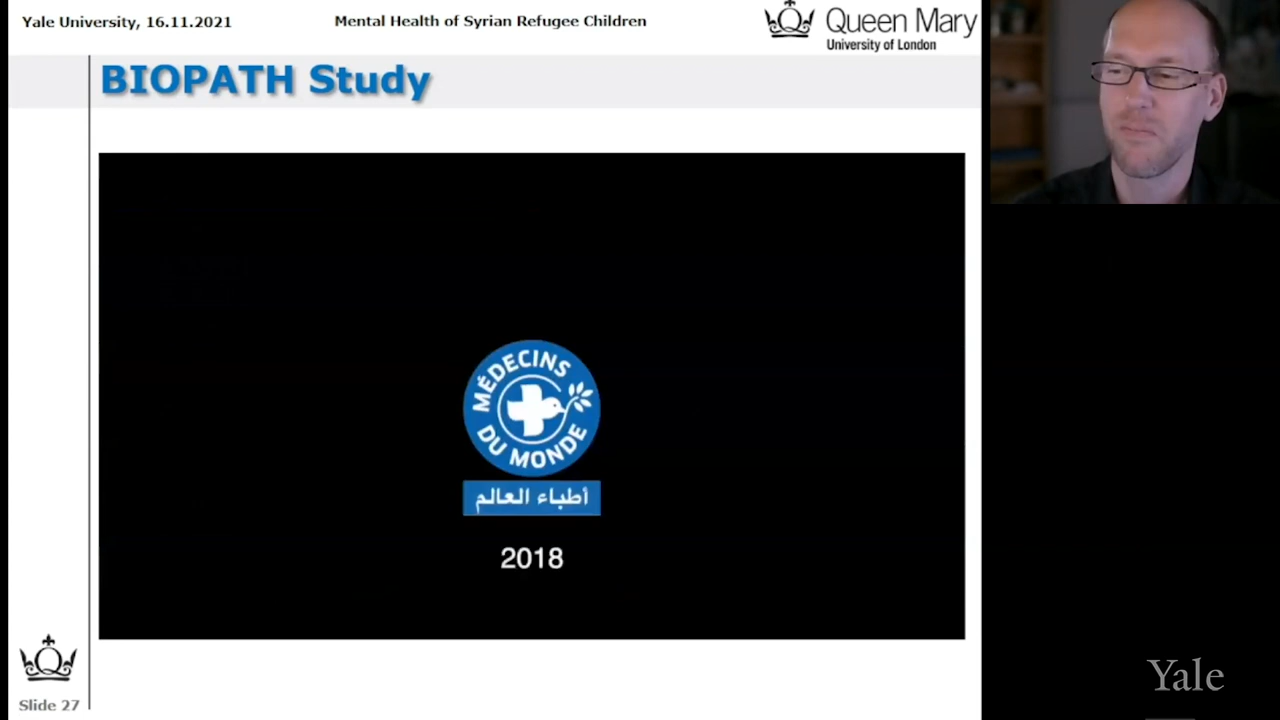 Yale University, 16.11.2021
Mental Health of Syrian Refugee Children
Queen Mary
University of London
BIOPATH Study
MÉDECINS
DU MONDE
أطباء العالم
2018
Slide 27
Yale